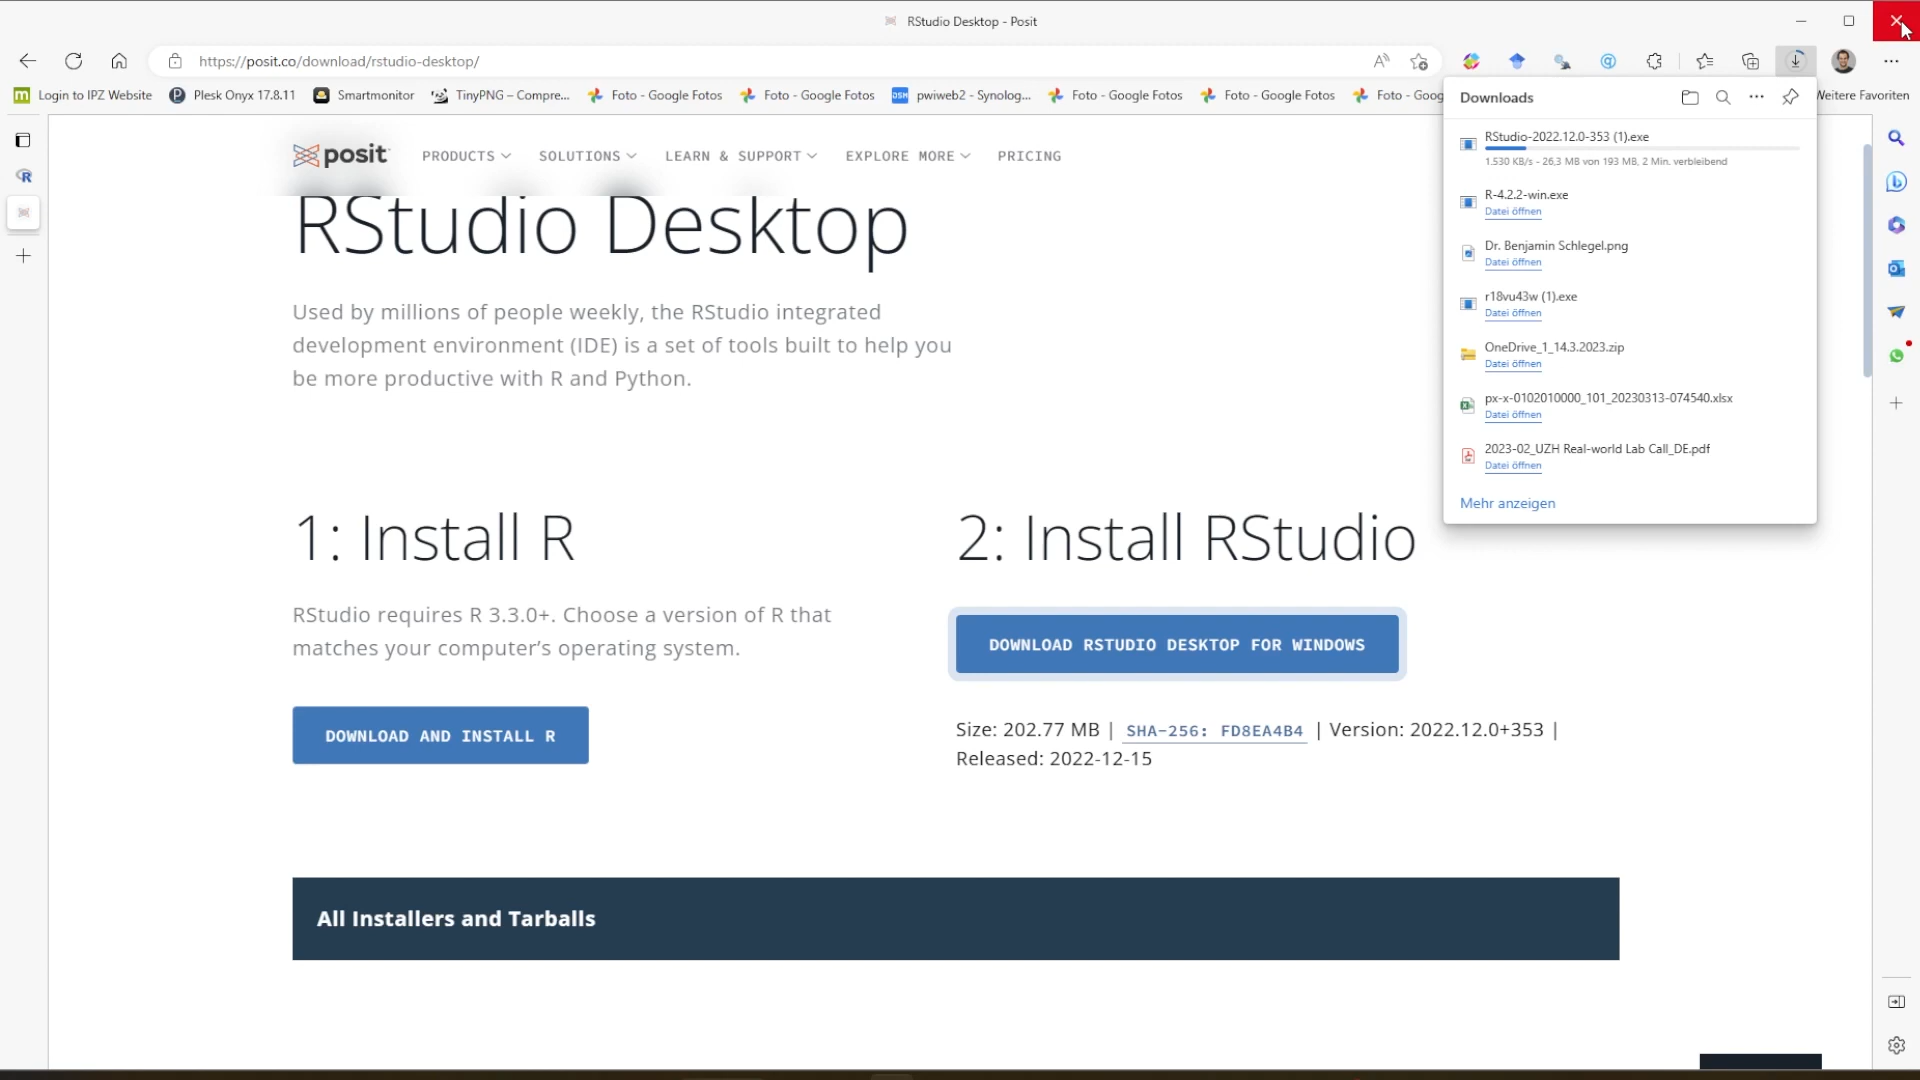 RStudio Desktop - Posit
https://posit.co/download/rstudio-desktop/
Login to IPZ Website
Plesk Onyx 17.8.11
Smartmonitor
TinyPNG – Compre...
Foto - Google Fotos
Foto - Google Fotos
pwiweb2 - Synolog...
Foto - Google Fotos
Foto - Google Fotos
Foto - Goog
Weitere Favoriten
Downloads
RStudio-2022.12.0-353 (1).exe
1.530 KB/s - 26,3 MB von 193 MB, 2 Min. verbleibend
R-4.2.2-win.exe
Datei öffnen
Dr. Benjamin Schlegel.png
Datei öffnen
r18vu43w (1).exe
Datei öffnen
OneDrive_1_14.3.2023.zip
Datei öffnen
px-x-0102010000_101_20230313-074540.xlsx
Datei öffnen
2023-02_UZH Real-world Lab Call_DE.pdf
Datei öffnen
Mehr anzeigen
posit
PRODUCTS
SOLUTIONS
LEARN & SUPPORT
EXPLORE MORE
PRICING
RStudio Desktop
Used by millions of people weekly, the RStudio integrated
development environment (IDE) is a set of tools built to help you
be more productive with R and Python.
1: Install R
RStudio requires R 3.3.0+. Choose a version of R that
matches your computer’s operating system.
DOWNLOAD AND INSTALL R
2: Install RStudio
DOWNLOAD RSTUDIO DESKTOP FOR WINDOWS
Size: 202.77 MB | SHA-256: FD8EA4B4 | Version: 2022.12.0+353 |
Released: 2022-12-15
All Installers and Tarballs